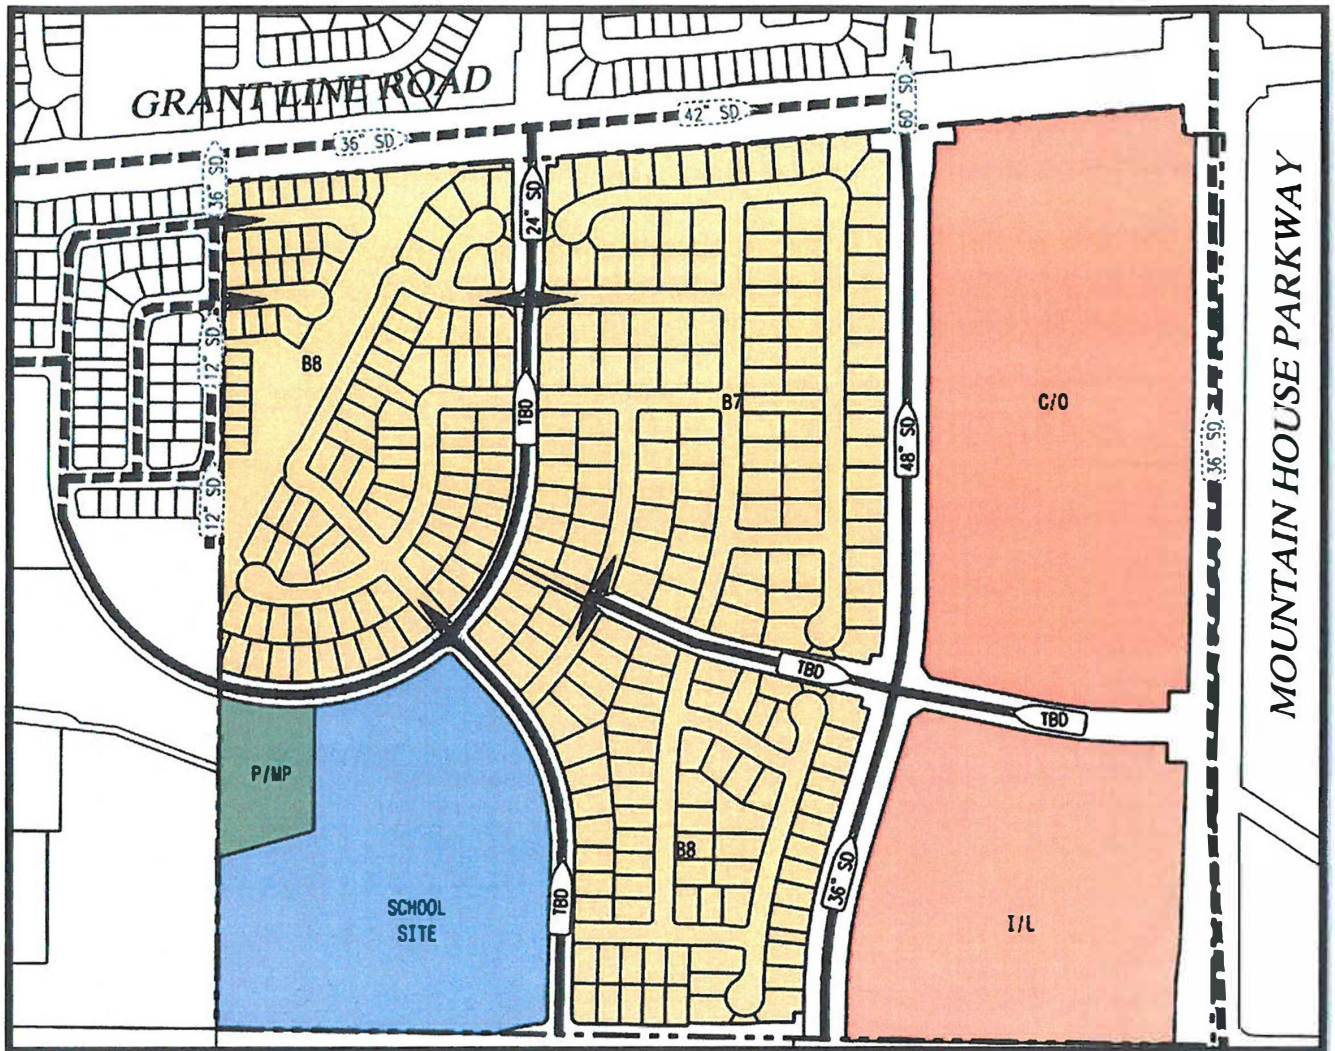 GRANT LINE ROAD
36" SD
42" SD
60" SD
36" SD
24" SD
12" SD
B8
TBD
B7
48" SD
C/O
36" SD
MOUNTAIN HOUSE PARKWAY
12" SD
TBD
TBD
P/MP
B8
36" SD
TBD
SCHOOL
SITE
I/L